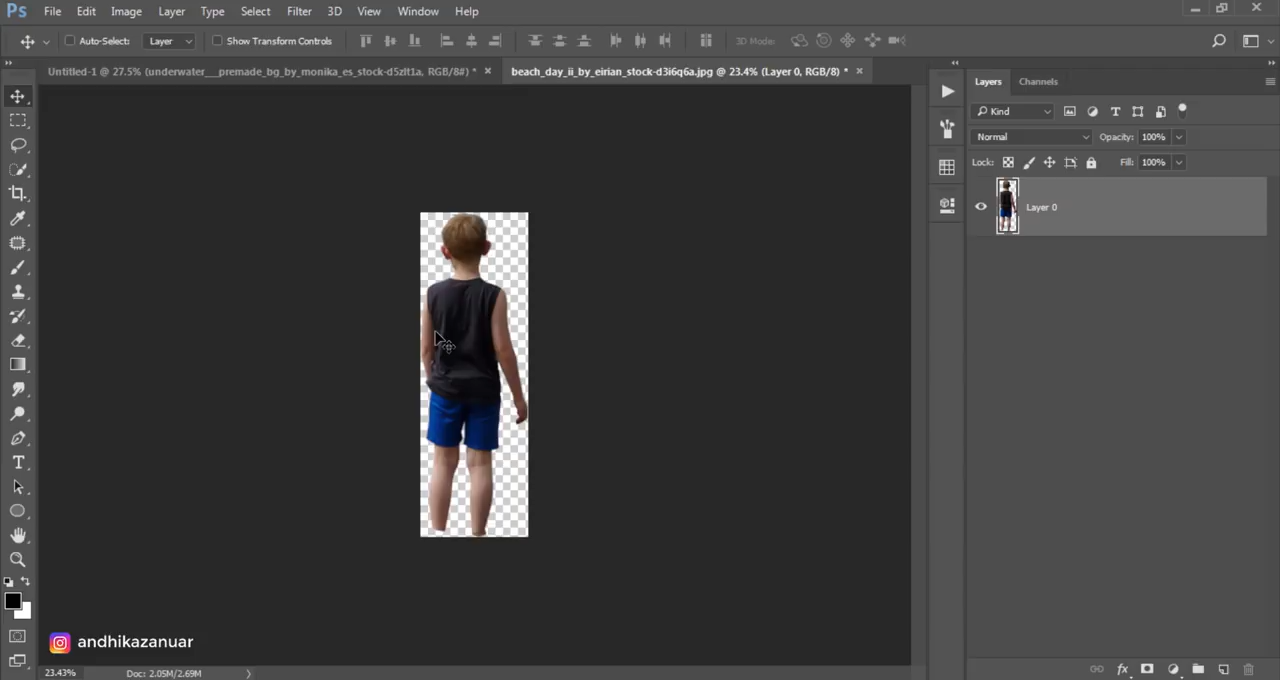 Ps File Edit Image Layer Type Select Filter 3D View Window Help
Auto-Select: Layer Show Transform Controls 3D Mode:
Untitled-1 @ 27.5% (underwater__premade_bg_by_monika_es_stock-d5zlt1a, RGB/8#) * × beach_day_ii_by_eirian_stock-d3i6q6a.jpg @ 23.4% (Layer 0, RGB/8) * ×
Layers Channels
Kind
Normal Opacity: 100%
Lock: Fill: 100%
Layer 0
andhikazanuar
23.43% Doc: 2.05M/2.69M